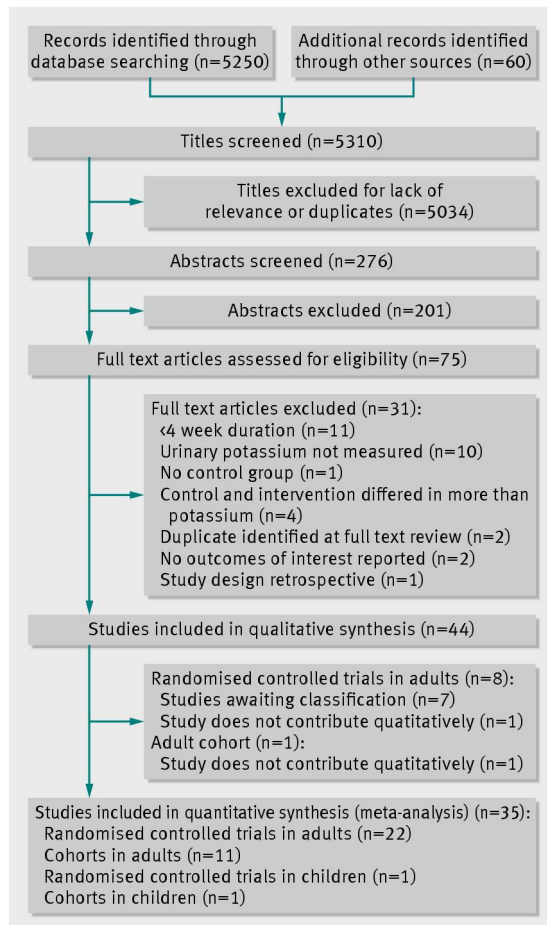 Records identified through
database searching (n=5250)
Additional records identified
through other sources (n=60)
Titles screened (n=5310)
Titles excluded for lack of
relevance or duplicates (n=5034)
Abstracts screened (n=276)
Abstracts excluded (n=201)
Full text articles assessed for eligibility (n=75)
Full text articles excluded (n=31):
<4 week duration (n=11)
Urinary potassium not measured (n=10)
No control group (n=1)
Control and intervention differed in more than
potassium (n=4)
Duplicate identified at full text review (n=2)
No outcomes of interest reported (n=2)
Study design retrospective (n=1)
Studies included in qualitative synthesis (n=44)
Randomised controlled trials in adults (n=8):
Studies awaiting classification (n=7)
Study does not contribute quatitatively (n=1)
Adult cohort (n=1):
Study does not contribute quatitatively (n=1)
Studies included in quantitative synthesis (meta-analysis) (n=35):
Randomised controlled trials in adults (n=22)
Cohorts in adults (n=11)
Randomised controlled trials in children (n=1)
Cohorts in children (n=1)